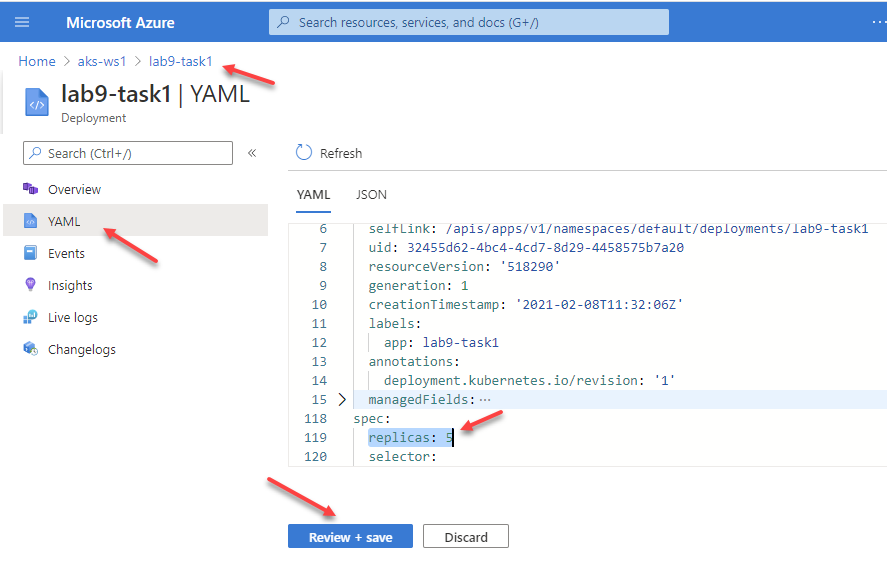 Microsoft Azure
Search resources, services, and docs (G+/)
Home > aks-ws1 > lab9-task1
lab9-task1 | YAML
Deployment
Search (Ctrl+/)
«
Refresh
Overview
YAML
Events
Insights
Live logs
Changelogs
YAML JSON
6 selfLink: /apis/apps/v1/namespaces/default/deployments/lab9-task1
7 uid: 32455d62-4bc4-4cd7-8d29-4458575b7a20
8 resourceVersion: '518290'
9 generation: 1
10 creationTimestamp: '2021-02-08T11:32:06Z'
11 labels:
12 app: lab9-task1
13 annotations:
14 deployment.kubernetes.io/revision: '1'
15 managedFields: ···
118 spec:
119 replicas: 5
120 selector:
Review + save Discard